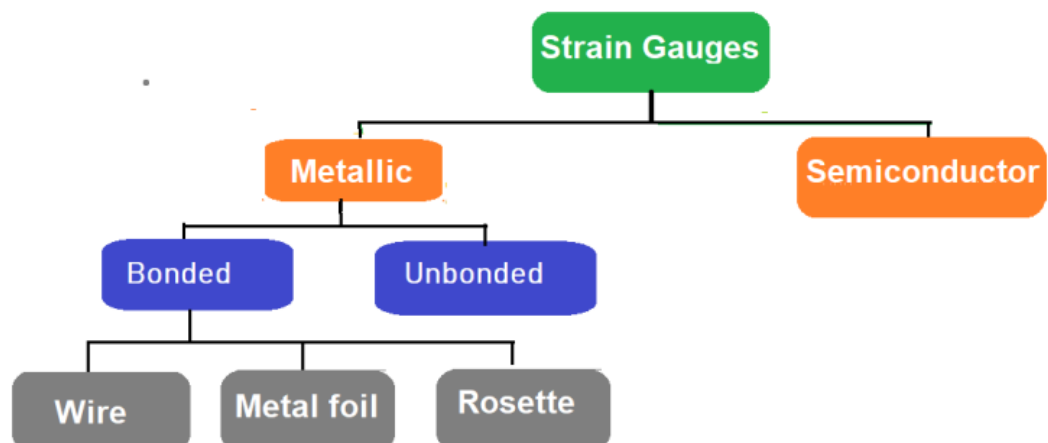 Strain Gauges
Metallic
Semiconductor
Bonded
Unbonded
Wire
Metal foil
Rosette